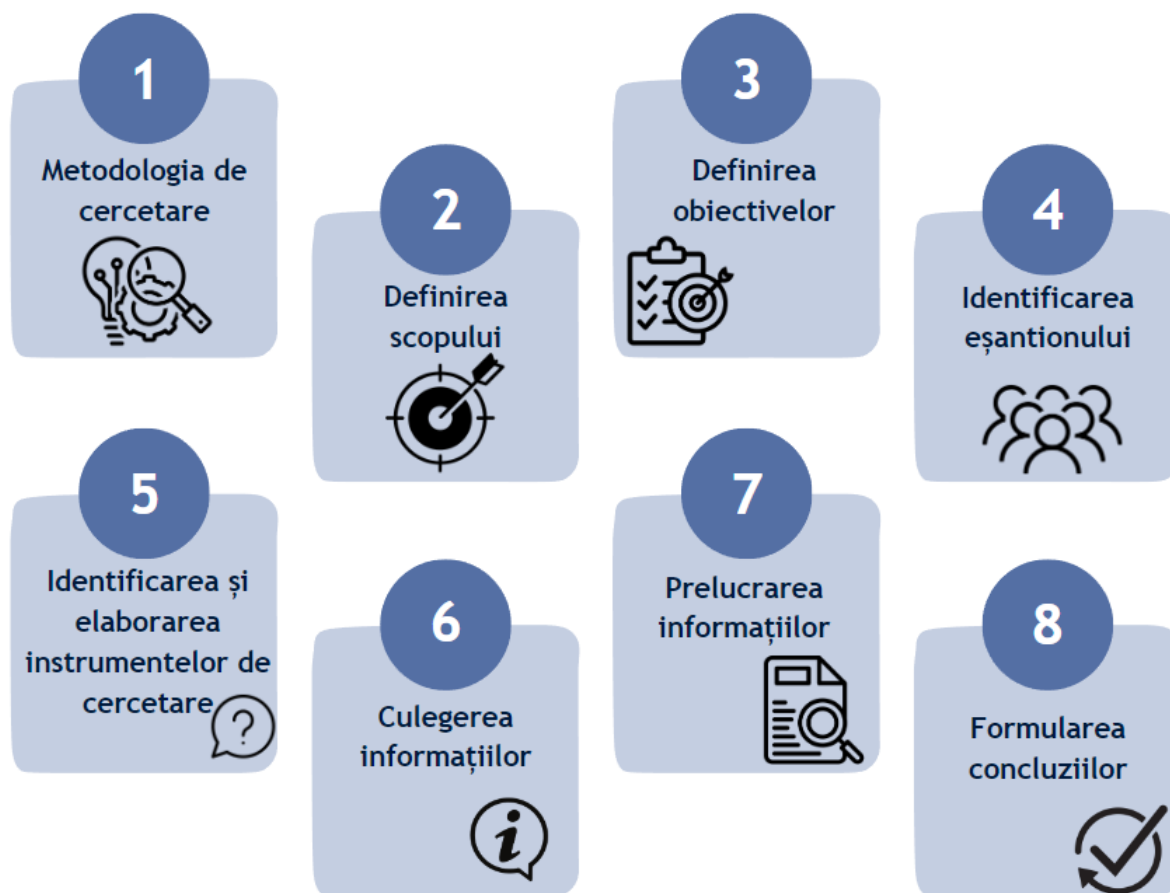 1
Metodologia de
cercetare
2
Definirea
scopului
3
Definirea
obiectivelor
4
Identificarea
eșantionului
5
Identificarea și
elaborarea
instrumentelor de
cercetare
?
6
Culegerea
informațiilor
i
7
Prelucrarea
informațiilor
8
Formularea
concluziilor